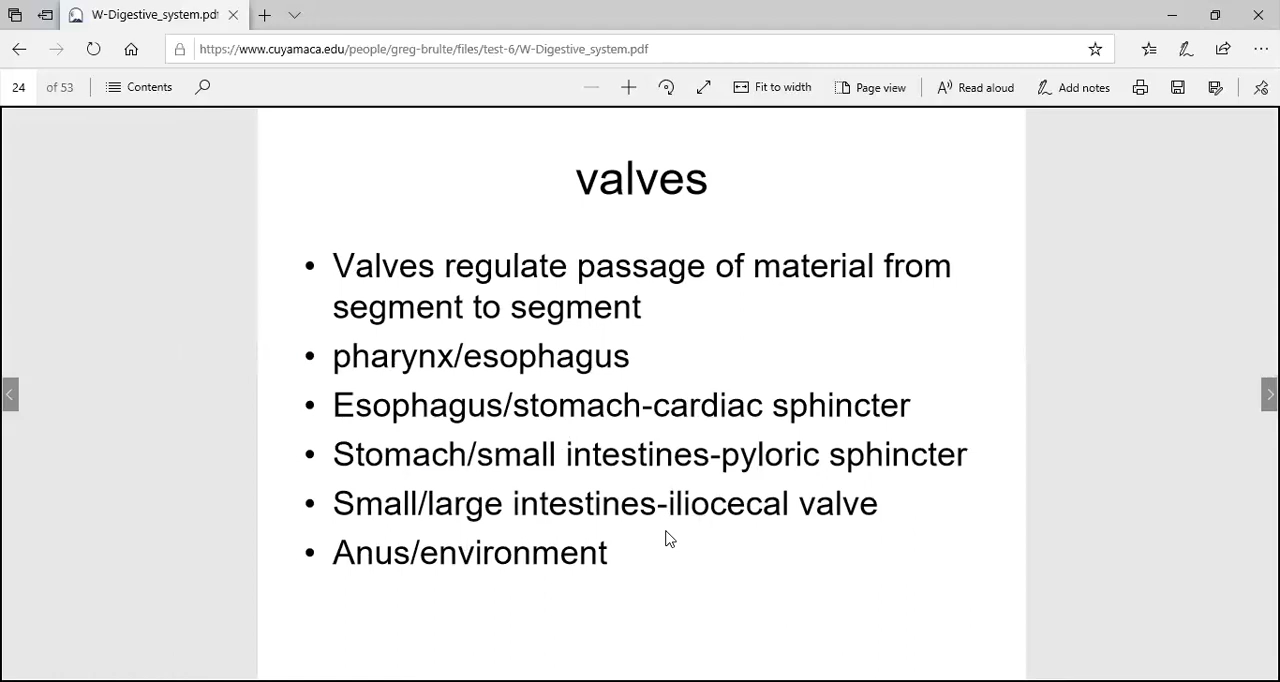 W-Digestive_system.pdf
https://www.cuyamaca.edu/people/greg-brulte/files/test-6/W-Digestive_system.pdf
24 of 53 Contents Fit to width Page view Read aloud Add notes
valves
• Valves regulate passage of material from
segment to segment
• pharynx/esophagus
• Esophagus/stomach-cardiac sphincter
• Stomach/small intestines-pyloric sphincter
• Small/large intestines-iliocecal valve
• Anus/environment